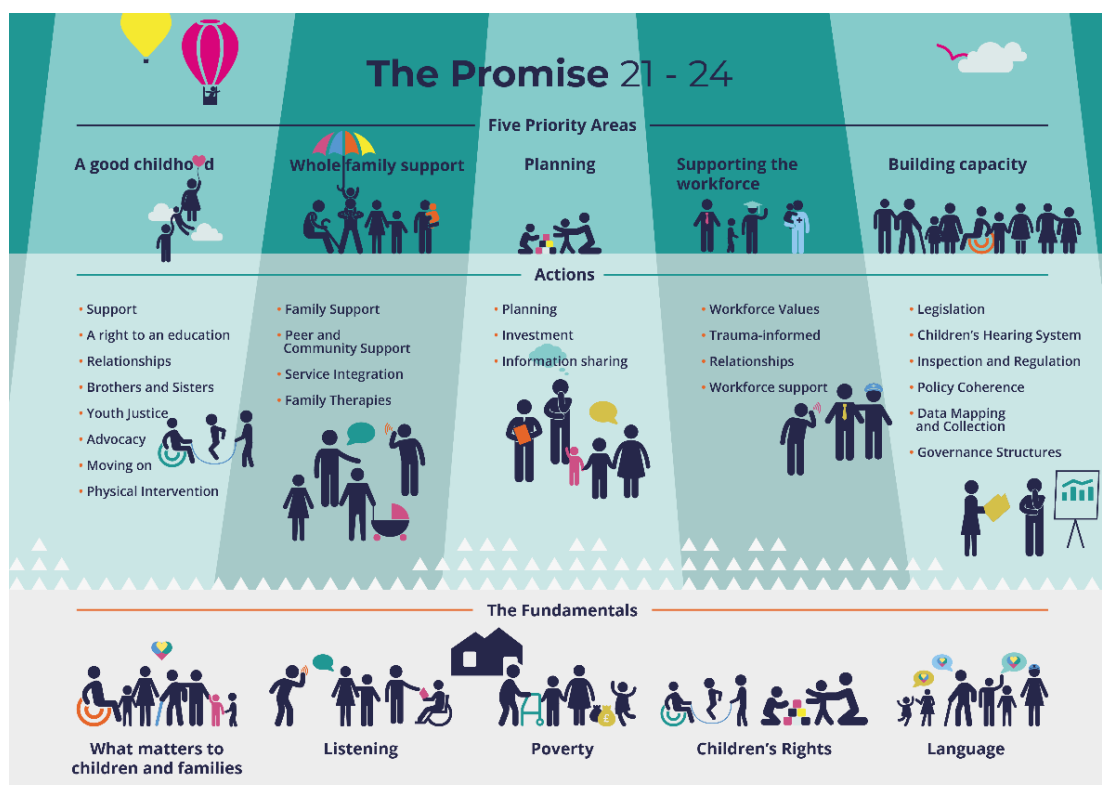 The Promise 21 - 24
Five Priority Areas
A good childhood
Whole family support
Planning
Supporting the
workforce
Building capacity
Actions
• Support
• A right to an education
• Relationships
• Brothers and Sisters
• Youth Justice
• Advocacy
• Moving on
• Physical Intervention
• Family Support
• Peer and
Community Support
• Service Integration
• Family Therapies
• Planning
• Investment
• Information sharing
• Workforce Values
• Trauma-informed
• Relationships
• Workforce support
• Legislation
• Children's Hearing System
• Inspection and Regulation
• Policy Coherence
• Data Mapping
and Collection
• Governance Structures
The Fundamentals
£
What matters to
children and families
Listening
Poverty
Children's Rights
Language